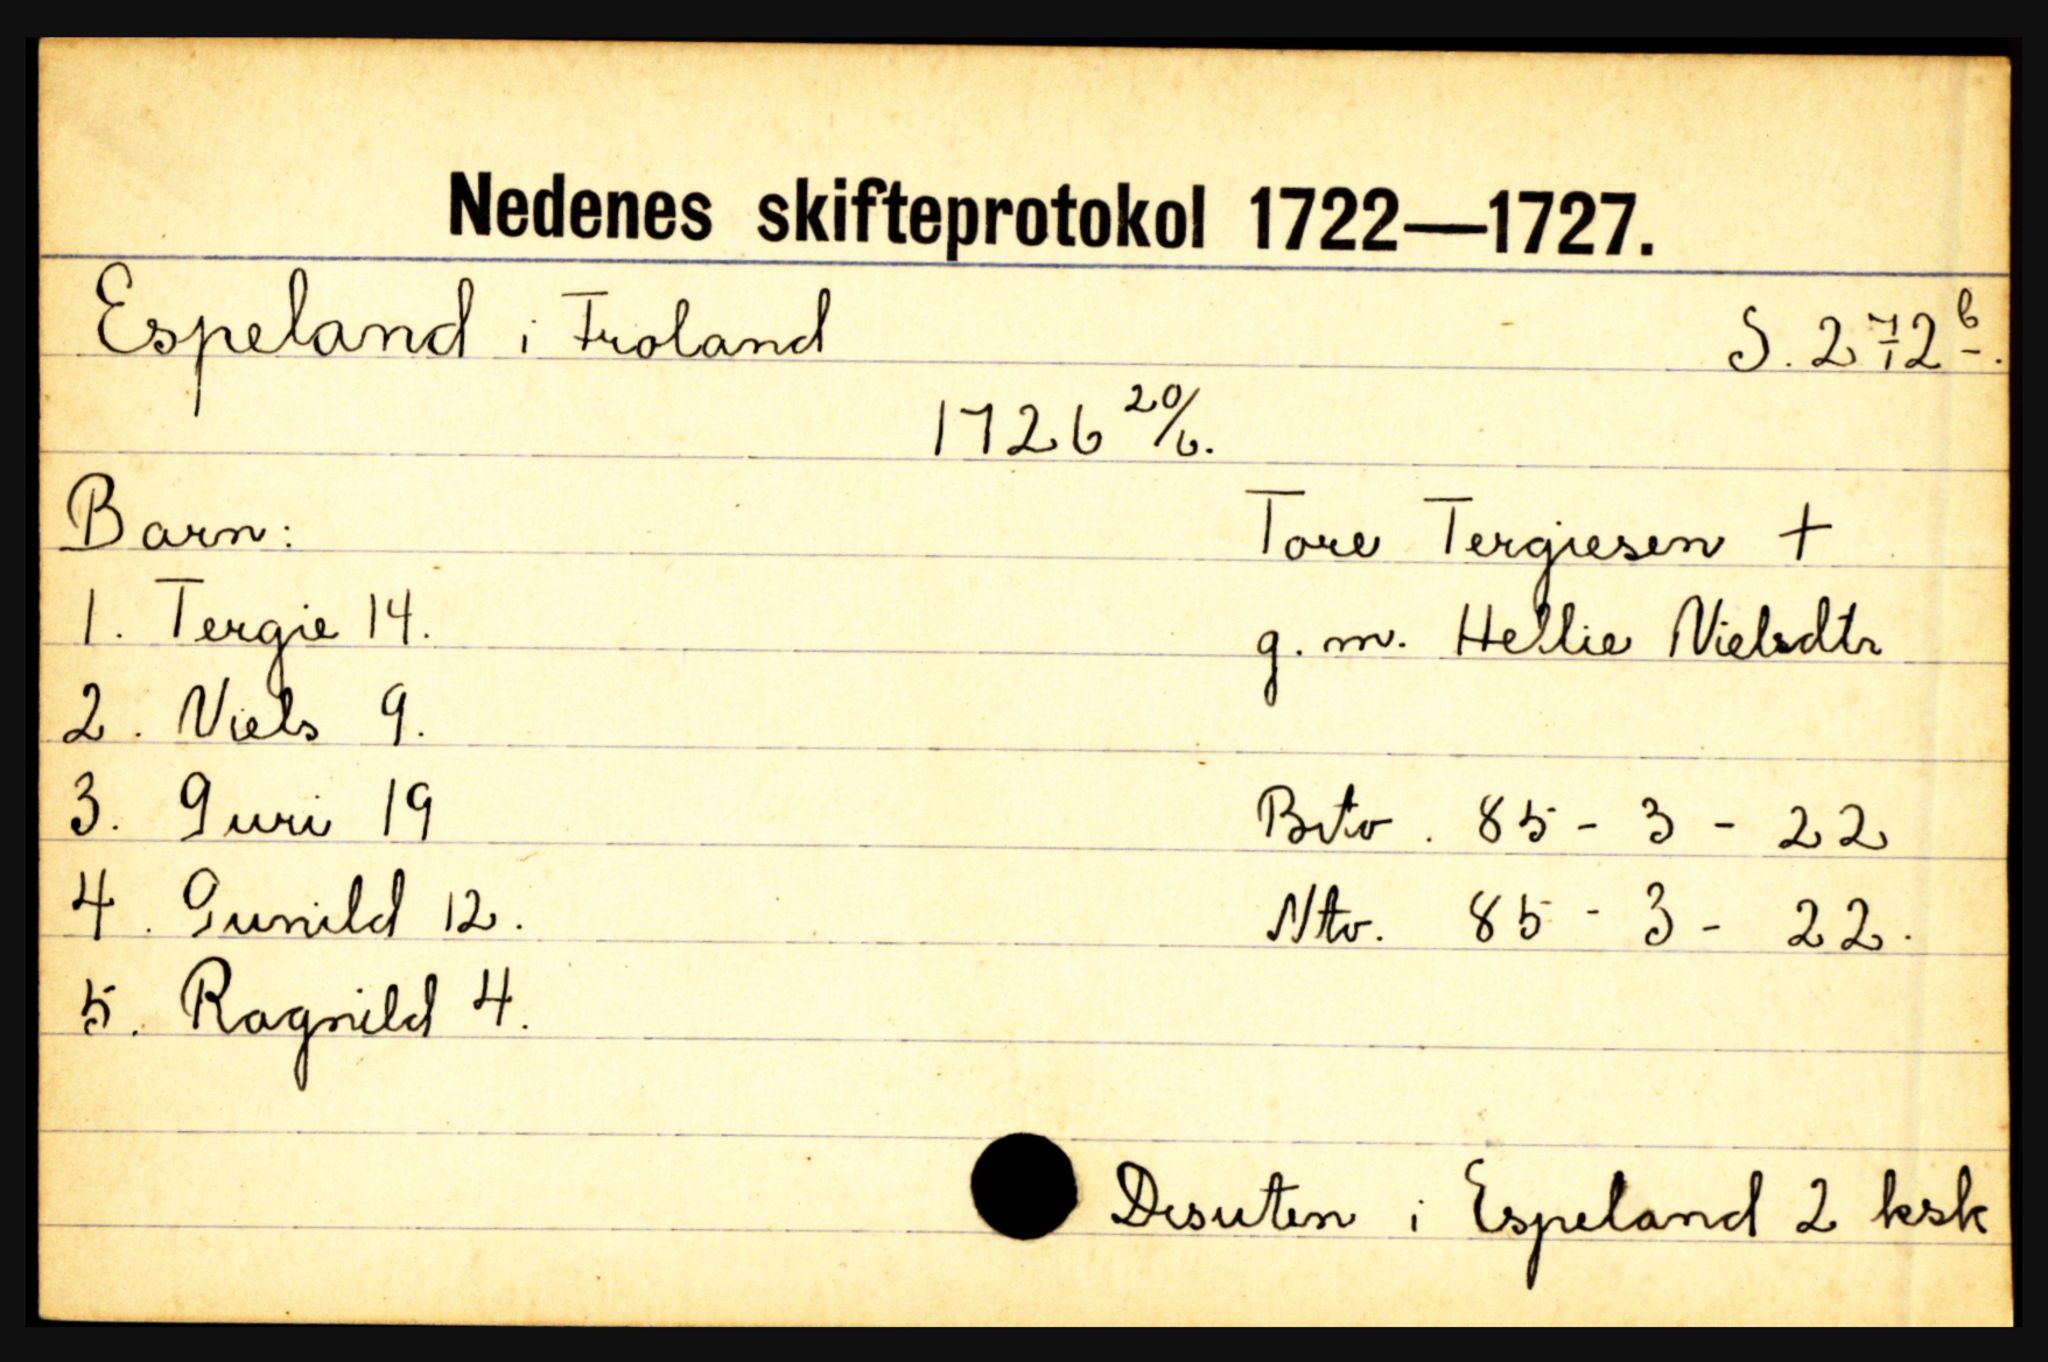 Nedenes skifteprotokol 1722—1727.
Espeland i Froland S. 272b.
1726 20/6.
Barn: Tore Tergiesen +
1. Tergie 14. g. m. Hellie Nielsdtr
2. Niels 9.
3. Guri 19 Btv. 85 - 3 - 22
4. Gunild 12. Ntv. 85 - 3 - 22.
5. Ragnild 4.
Desuten i Espeland 2 ksk